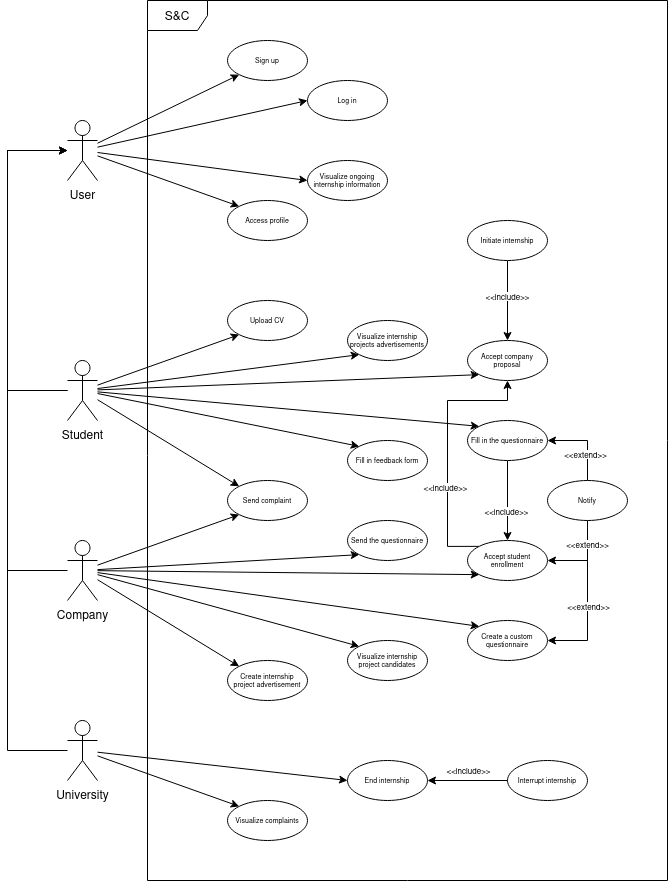 S&C
Sign up
Log in
User
Visualize ongoing
internship information
Access profile
Initiate internship
<<include>>
Upload CV
Visualize internship
projects advertisements
Accept company
proposal
Student
Fill in the questionnaire
<<extend>>
Fill in feedback form
<<include>>
Send complaint
Notify
<<include>>
Send the questionnaire
<<extend>>
Accept student
enrollment
Company
<<extend>>
Create a custom
questionnaire
Visualize internship
project candidates
Create internship
project advertisement
University
End internship
<<include>>
Interrupt internship
Visualize complaints